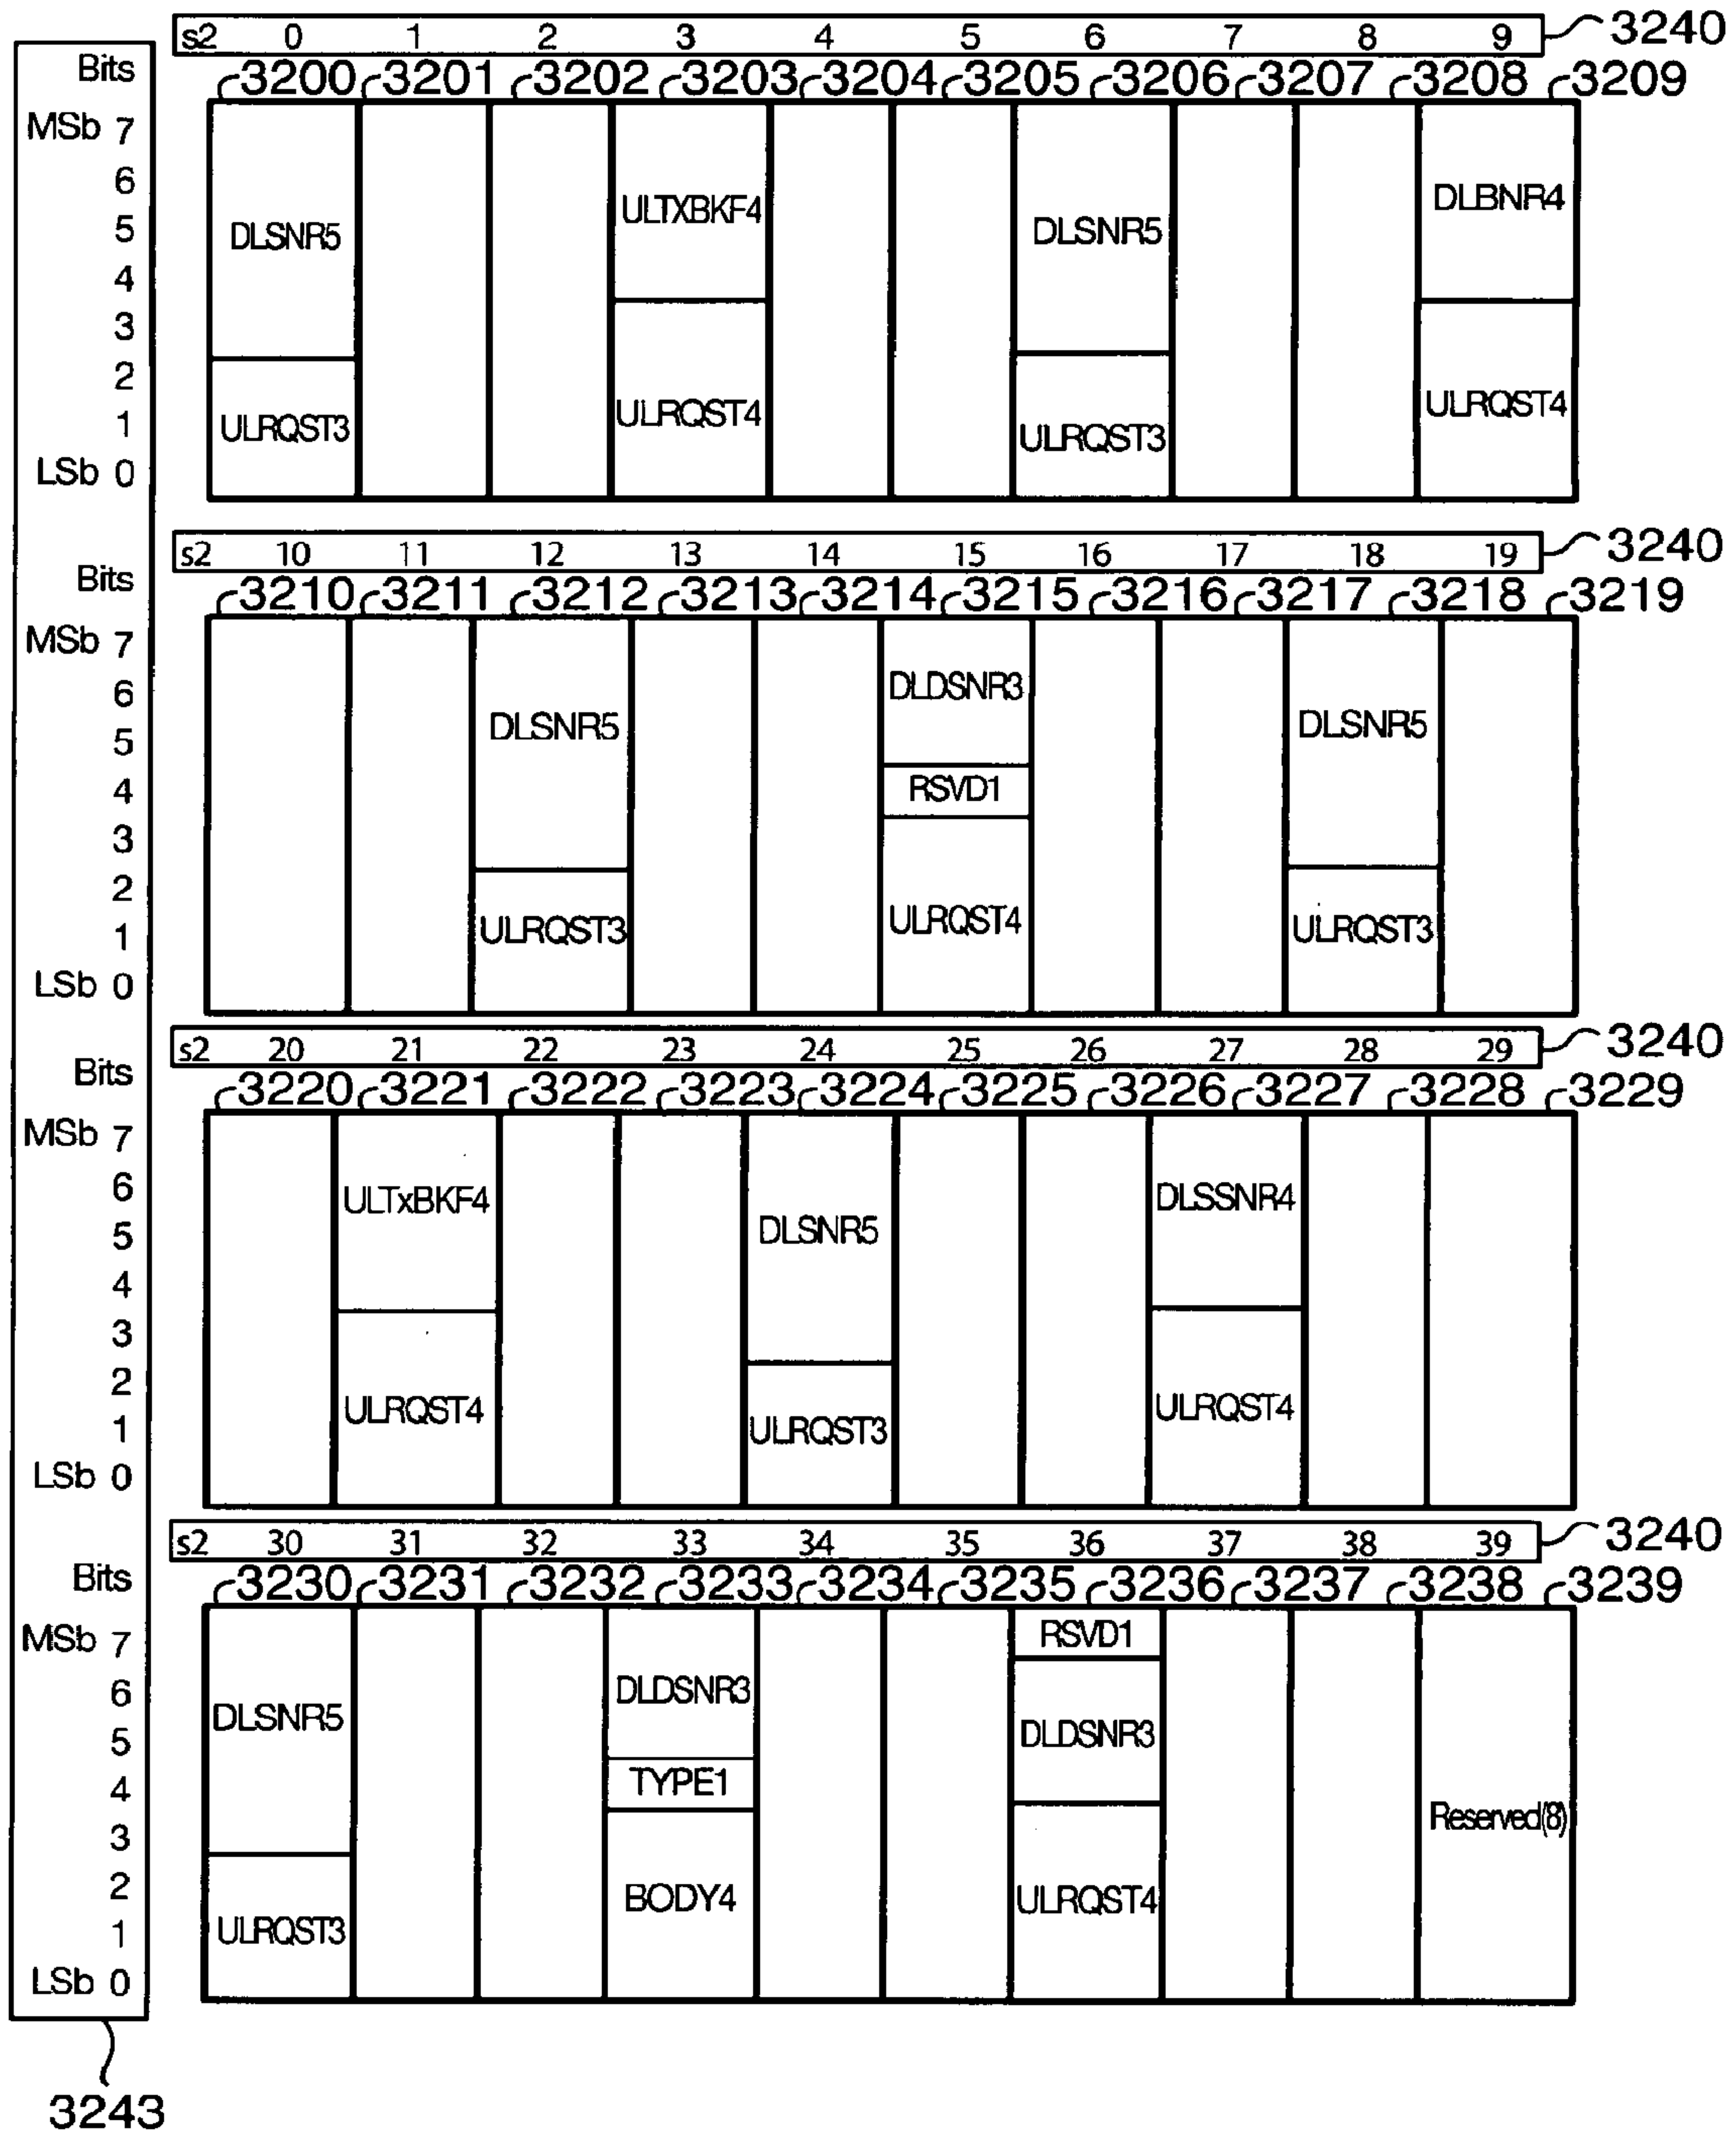 s2 0 1 2 3 4 5 6 7 8 9 3240
Bits 3200 3201 3202 3203 3204 3205 3206 3207 3208 3209
MSb 7
6 ULTXBKF4 DLBNR4
5 DLSNR5 DLSNR5
4
3
2
1 ULRQST3 ULRQST4 ULRQST3 ULRQST4
LSb 0
s2 10 11 12 13 14 15 16 17 18 19 3240
Bits 3210 3211 3212 3213 3214 3215 3216 3217 3218 3219
MSb 7
6 DLDSNR3
5 DLSNR5 DLSNR5
4 RSVD1
3
2
1 ULRQST3 ULRQST4 ULRQST3
LSb 0
s2 20 21 22 23 24 25 26 27 28 29 3240
Bits 3220 3221 3222 3223 3224 3225 3226 3227 3228 3229
MSb 7
6 ULTxBKF4 DLSSNR4
5 DLSNR5
4
3
2
1 ULRQST4 ULRQST3 ULRQST4
LSb 0
s2 30 31 32 33 34 35 36 37 38 39 3240
Bits 3230 3231 3232 3233 3234 3235 3236 3237 3238 3239
MSb 7 RSVD1
6 DLDSNR3
5 DLSNR5 DLDSNR3
4 TYPE1
3 Reserved(8)
2 BODY4 ULRQST4
1 ULRQST3
LSb 0
3243